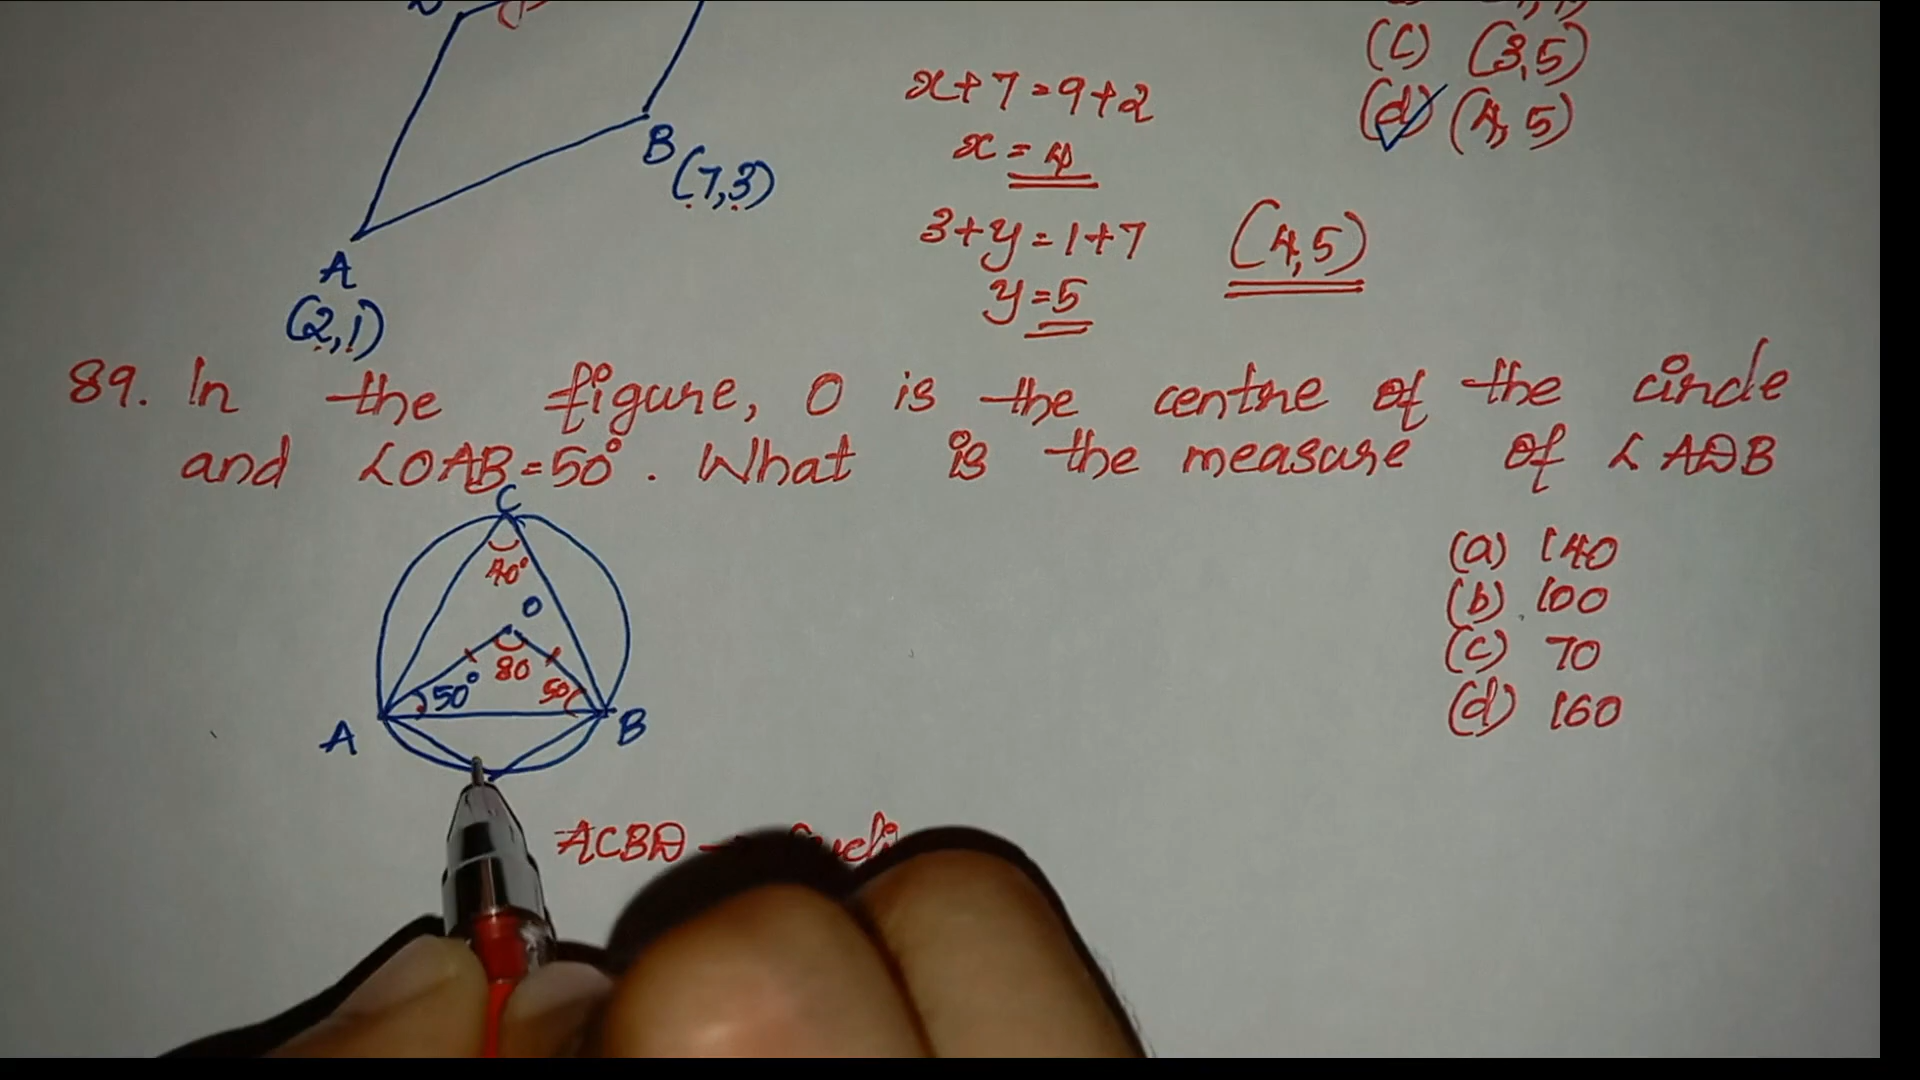 (c) (3,5)
(d) (4,5)
x+7=9+2
x=4
B (7,3)
3+y=1+7
(4,5)
y=5
A
(2,1)
89. In the figure, O is the centre of the circle
and ∠OAB=50°. What is the measure of ∠ADB
C
40°
O
80
50°
50
A
B
(a) 140
(b) 100
(c) 70
(d) 160
ACBD